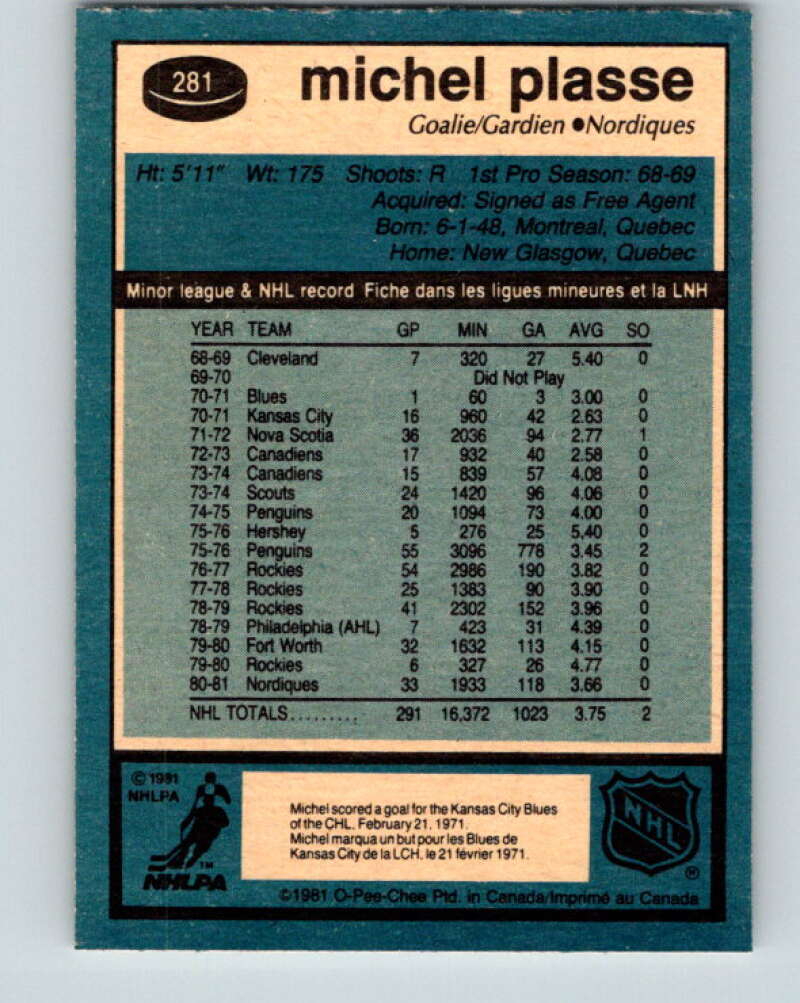 281
michel plasse
Goalie/Gardien ●Nordiques
Ht: 5'11" Wt: 175 Shoots: R 1st Pro Season: 68-69
Acquired: Signed as Free Agent
Born: 6-1-48, Montreal, Quebec
Home: New Glasgow, Quebec
Minor league & NHL record Fiche dans les ligues mineures et la LNH
YEAR TEAM GP MIN GA AVG SO
68-69 Cleveland 7 320 27 5.40 0
69-70 Did Not Play
70-71 Blues 1 60 3 3.00 0
70-71 Kansas City 16 960 42 2.63 0
71-72 Nova Scotia 36 2036 94 2.77 1
72-73 Canadiens 17 932 40 2.58 0
73-74 Canadiens 15 839 57 4.08 0
73-74 Scouts 24 1420 96 4.06 0
74-75 Penguins 20 1094 73 4.00 0
75-76 Hershey 5 276 25 5.40 0
75-76 Penguins 55 3096 778 3.45 2
76-77 Rockies 54 2986 190 3.82 0
77-78 Rockies 25 1383 90 3.90 0
78-79 Rockies 41 2302 152 3.96 0
78-79 Philadelphia (AHL) 7 423 31 4.39 0
79-80 Fort Worth 32 1632 113 4.15 0
79-80 Rockies 6 327 26 4.77 0
80-81 Nordiques 33 1933 118 3.66 0
NHL TOTALS......... 291 16,372 1023 3.75 2
©1981
NHLPA
TM
NHLPA
Michel scored a goal for the Kansas City Blues
of the CHL, February 21, 1971.
Michel marqua un but pour les Blues de
Kansas City de la LCH, le 21 février 1971.
NHL
®
©1981 O-Pee-Chee Ptd. in Canada/Imprimé au Canada